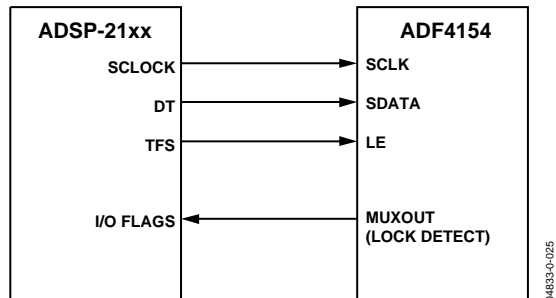 ADSP-21xx
ADF4154
SCLOCK
SCLK
DT
SDATA
TFS
LE
I/O FLAGS
MUXOUT
(LOCK DETECT)
04833-0-025